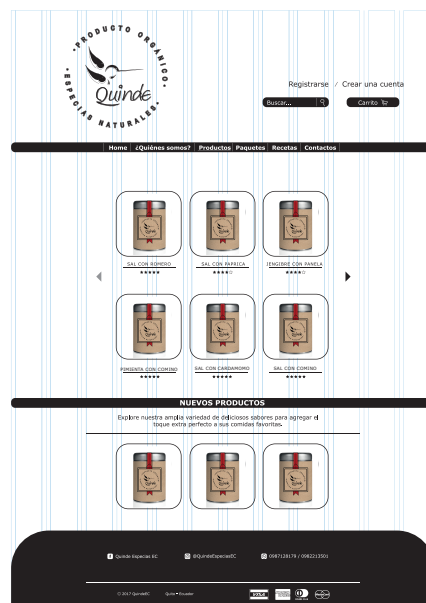 PRODUCTO ORGÁNICO
Quinde
ESPECIAS NATURALES
Registrarse / Crear una cuenta
Buscar...
Carrito
Home ¿Quiénes somos? Productos Paquetes Recetas Contactos
SAL CON ROMERO SAL CON PAPRICA JENGIBRE CON PANELA
PIMIENTA CON COMINO SAL CON CARDAMOMO SAL CON COMINO
NUEVOS PRODUCTOS
Explore nuestra amplia variedad de deliciosos sabores para agregar el
toque extra perfecto a sus comidas favoritas.
Quinde Especias EC @QuindeEspeciasEC 0987128179 / 0982213501
© 2017 QuindeEC Quito • Ecuador
VISA